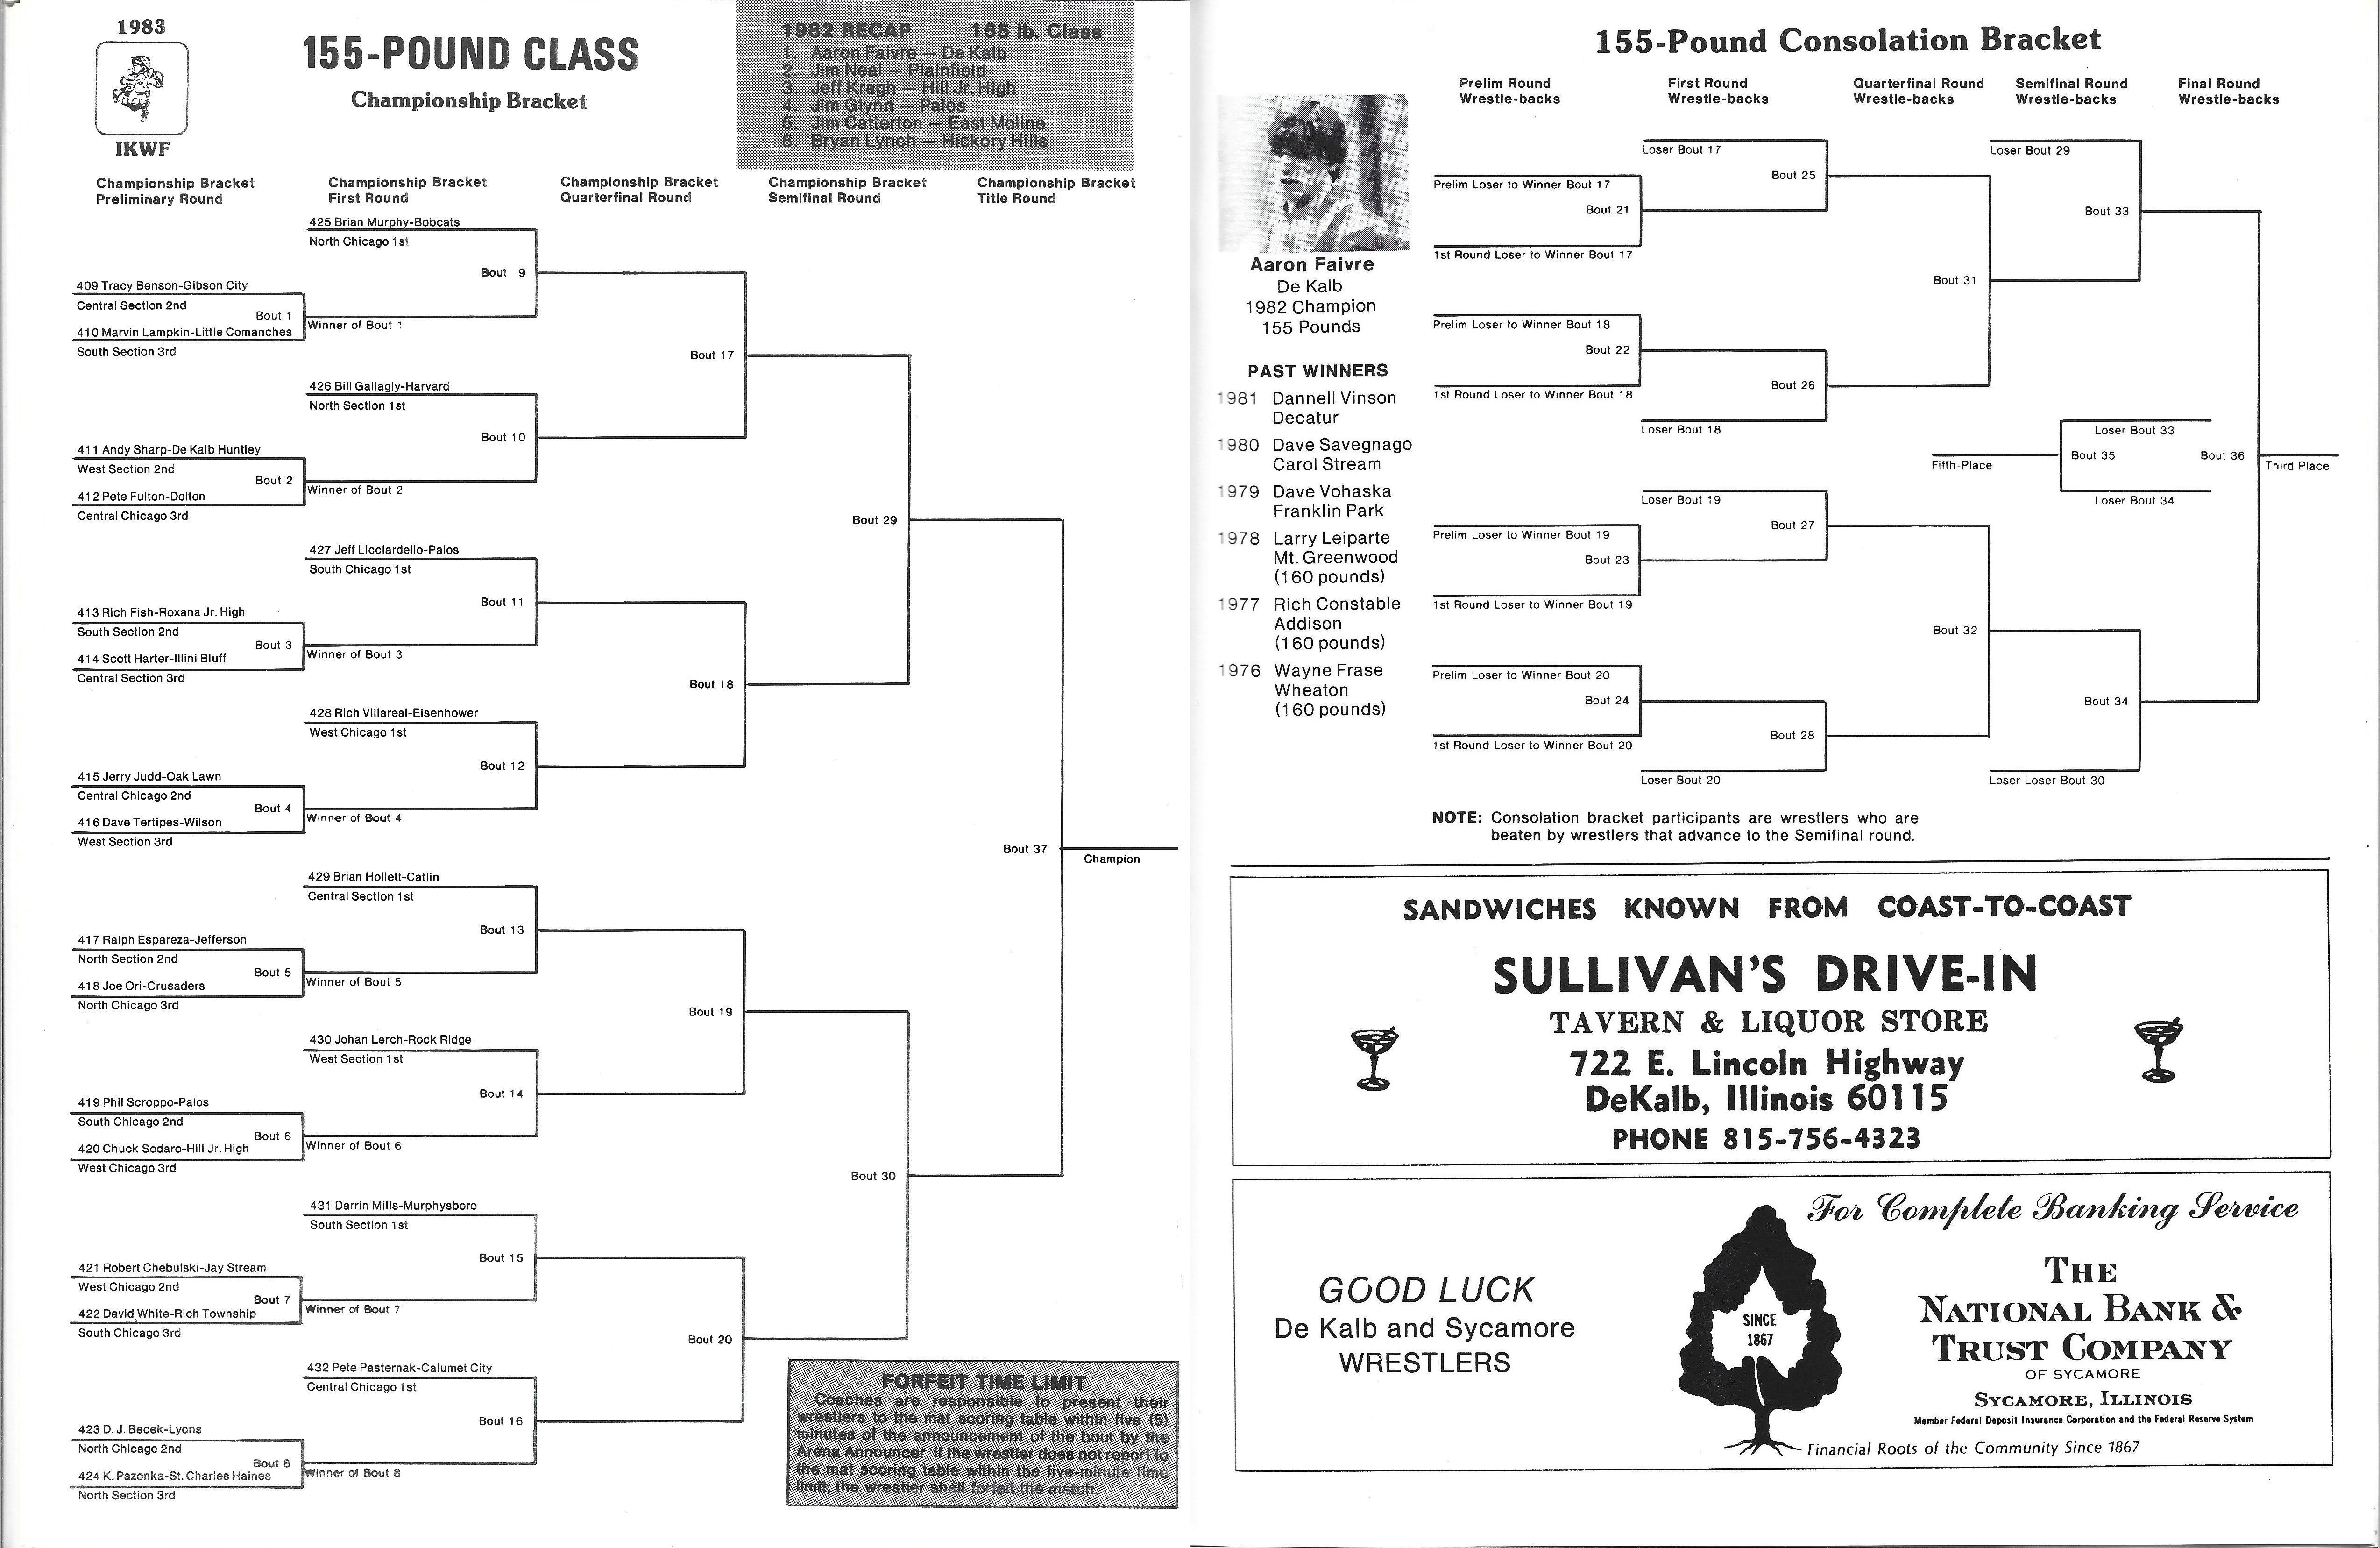 1983
IKWF
155-POUND CLASS
Championship Bracket
1982 RECAP 155 lb. Class
1. Aaron Faivre — De Kalb
2. Jim Neal — Plainfield
3. Jeff Kragh — Hill Jr. High
4. Jim Glynn — Palos
5. Jim Catierton — East Moline
6. Bryan Lynch — Hickory Hills
Championship Bracket
Preliminary Round
Championship Bracket
First Round
Championship Bracket
Quarterfinal Round
Championship Bracket
Semifinal Round
Championship Bracket
Title Round
425 Brian Murphy-Bobcats
North Chicago 1st
Bout 9
409 Tracy Benson-Gibson City
Central Section 2nd
Bout 1
410 Marvin Lampkin-Little Comanches
Winner of Bout 1
South Section 3rd
Bout 17
426 Bill Gallagly-Harvard
North Section 1st
Bout 10
411 Andy Sharp-De Kalb Huntley
West Section 2nd
Bout 2
412 Pete Fulton-Dolton
Winner of Bout 2
Central Chicago 3rd
Bout 29
427 Jeff Licciardello-Palos
South Chicago 1st
Bout 11
413 Rich Fish-Roxana Jr. High
South Section 2nd
Bout 3
414 Scott Harter-Illini Bluff
Winner of Bout 3
Central Section 3rd
Bout 18
428 Rich Villareal-Eisenhower
West Chicago 1st
Bout 12
415 Jerry Judd-Oak Lawn
Central Chicago 2nd
Bout 4
416 Dave Tertipes-Wilson
Winner of Bout 4
West Section 3rd
Bout 37
Champion
429 Brian Hollett-Catlin
Central Section 1st
Bout 13
417 Ralph Espareza-Jefferson
North Section 2nd
Bout 5
418 Joe Ori-Crusaders
Winner of Bout 5
North Chicago 3rd
Bout 19
430 Johan Lerch-Rock Ridge
West Section 1st
Bout 14
419 Phil Scroppo-Palos
South Chicago 2nd
Bout 6
420 Chuck Sodaro-Hill Jr. High
Winner of Bout 6
West Chicago 3rd
Bout 30
431 Darrin Mills-Murphysboro
South Section 1st
Bout 15
421 Robert Chebulski-Jay Stream
West Chicago 2nd
Bout 7
422 David White-Rich Township
Winner of Bout 7
South Chicago 3rd
Bout 20
432 Pete Pasternak-Calumet City
Central Chicago 1st
Bout 16
423 D. J. Becek-Lyons
North Chicago 2nd
Bout 8
424 K. Pazonka-St. Charles Haines
Winner of Bout 8
North Section 3rd
FORFEIT TIME LIMIT
Coaches are responsible to present their
wrestlers to the mat scoring table within five (5)
minutes of the announcement of the bout by the
Arena Announcer. If the wrestler does not report to
the mat scoring table within the five-minute time
limit, the wrestler shall forfeit the match.
155-Pound Consolation Bracket
Prelim Round
Wrestle-backs
First Round
Wrestle-backs
Quarterfinal Round
Wrestle-backs
Semifinal Round
Wrestle-backs
Final Round
Wrestle-backs
Aaron Faivre
De Kalb
1982 Champion
155 Pounds
PAST WINNERS
1981 Dannell Vinson
Decatur
1980 Dave Savegnago
Carol Stream
1979 Dave Vohaska
Franklin Park
1978 Larry Leiparte
Mt. Greenwood
(160 pounds)
1977 Rich Constable
Addison
(160 pounds)
1976 Wayne Frase
Wheaton
(160 pounds)
Loser Bout 17
Loser Bout 29
Bout 25
Prelim Loser to Winner Bout 17
Bout 21
Bout 33
1st Round Loser to Winner Bout 17
Bout 31
Prelim Loser to Winner Bout 18
Bout 22
Bout 26
1st Round Loser to Winner Bout 18
Loser Bout 18
Loser Bout 33
Fifth-Place
Bout 35
Bout 36
Third Place
Loser Bout 19
Loser Bout 34
Bout 27
Prelim Loser to Winner Bout 19
Bout 23
1st Round Loser to Winner Bout 19
Bout 32
Prelim Loser to Winner Bout 20
Bout 24
Bout 34
Bout 28
1st Round Loser to Winner Bout 20
Loser Bout 20
Loser Loser Bout 30
NOTE: Consolation bracket participants are wrestlers who are
beaten by wrestlers that advance to the Semifinal round.
SANDWICHES KNOWN FROM COAST-TO-COAST
SULLIVAN'S DRIVE-IN
TAVERN & LIQUOR STORE
722 E. Lincoln Highway
DeKalb, Illinois 60115
PHONE 815-756-4323
GOOD LUCK
De Kalb and Sycamore
WRESTLERS
SINCE
1867
For Complete Banking Service
THE
NATIONAL BANK &
TRUST COMPANY
OF SYCAMORE
SYCAMORE, ILLINOIS
Member Federal Deposit Insurance Corporation and the Federal Reserve System
Financial Roots of the Community Since 1867